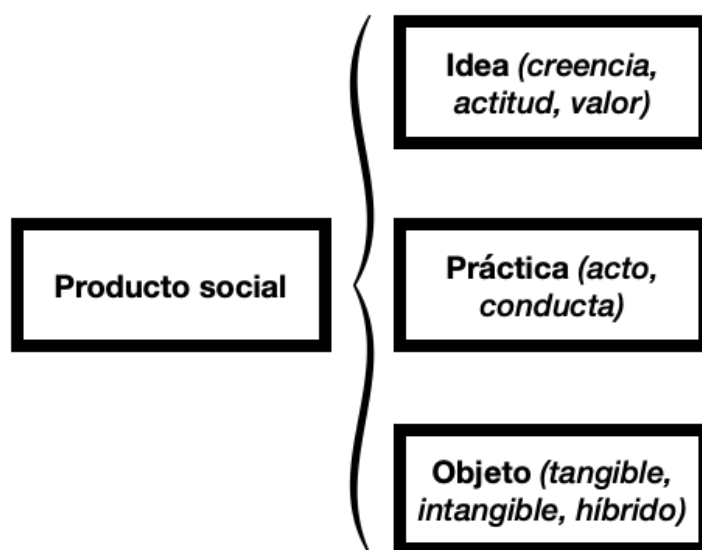 Producto social
Idea (creencia,
actitud, valor)
Práctica (acto,
conducta)
Objeto (tangible,
intangible, híbrido)